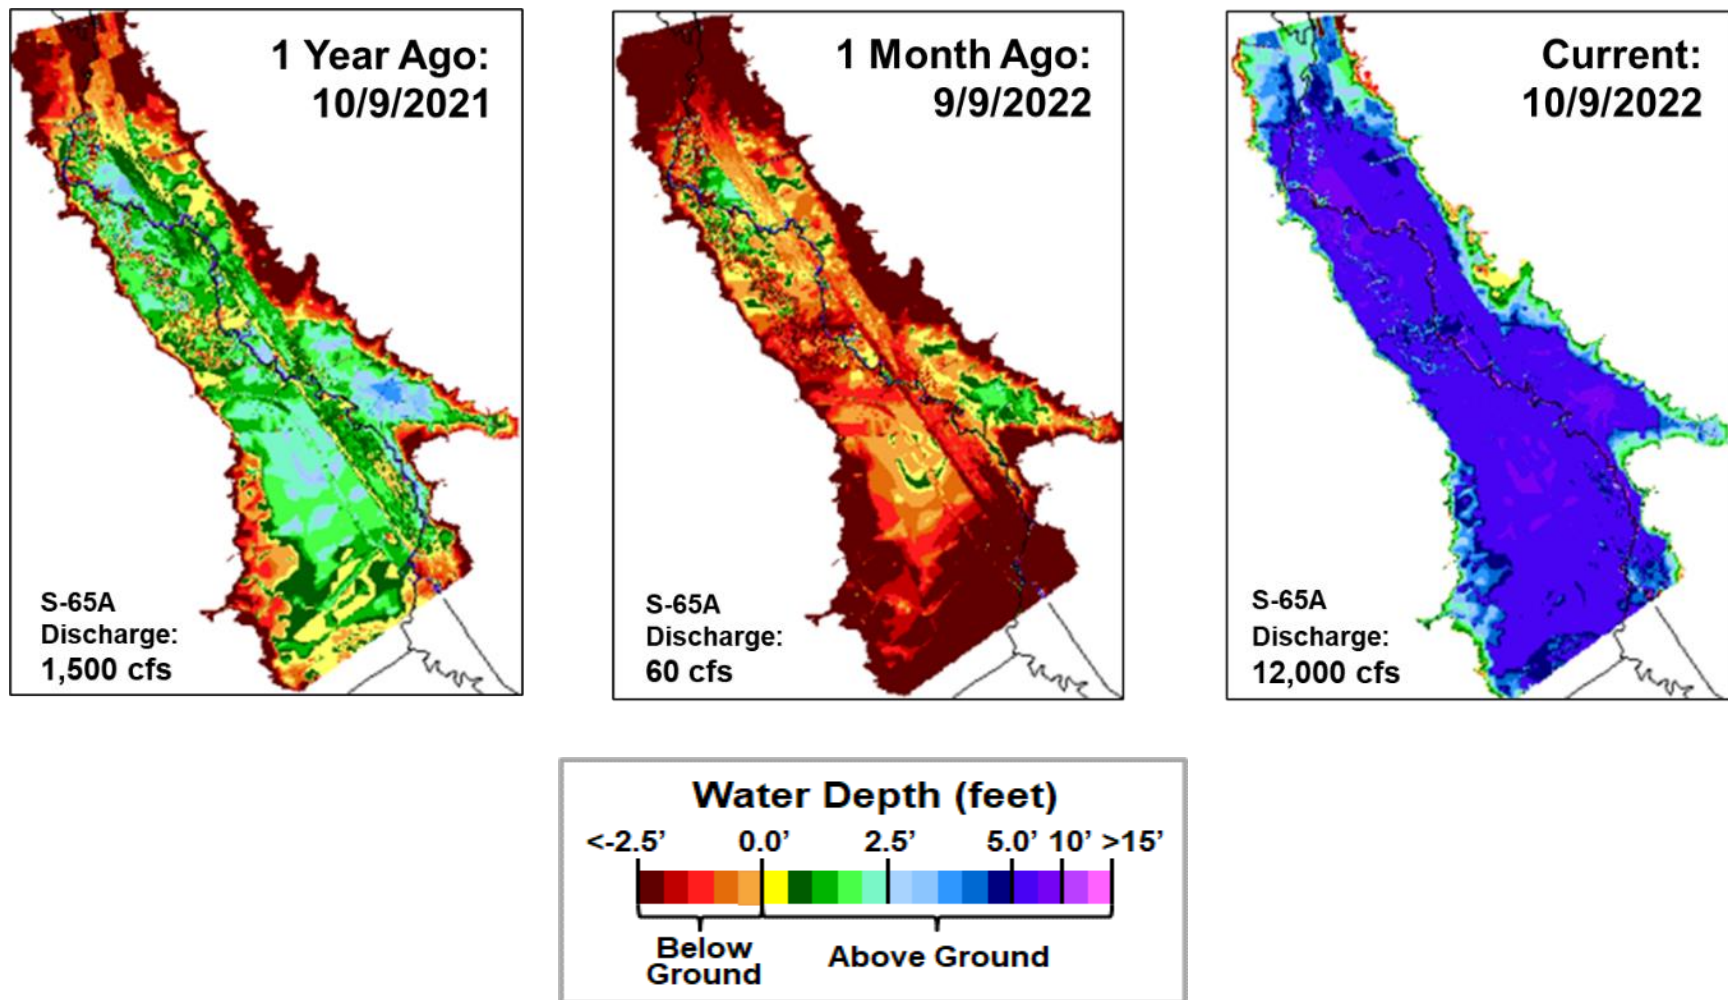 1 Year Ago:
10/9/2021
S-65A
Discharge:
1,500 cfs
1 Month Ago:
9/9/2022
S-65A
Discharge:
60 cfs
Current:
10/9/2022
S-65A
Discharge:
12,000 cfs
Water Depth (feet)
<-2.5’ 0.0’ 2.5’ 5.0’ 10’ >15’
Below
Ground
Above Ground